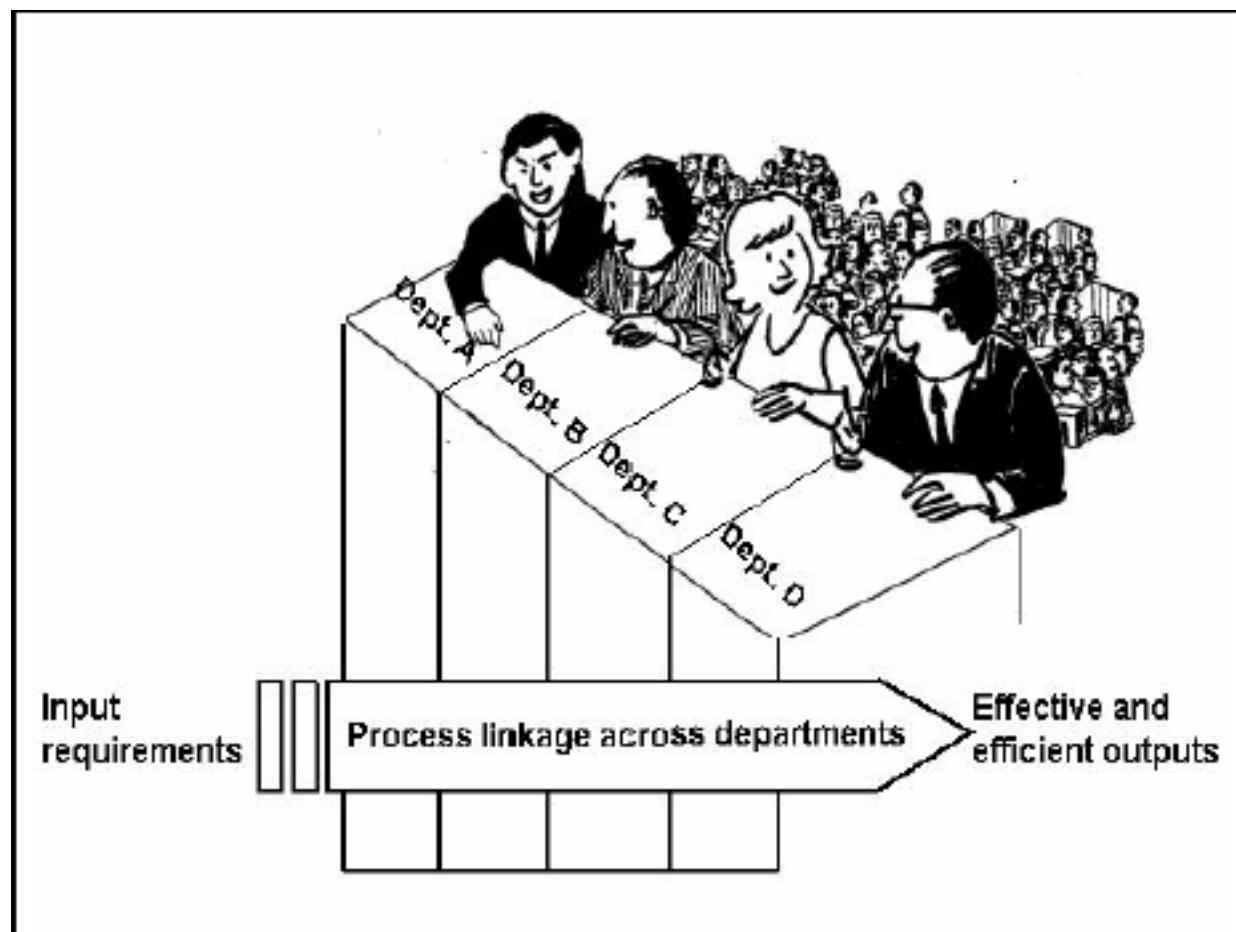 Dept. A
Dept. B
Dept. C
Dept. D
Input
requirements
Process linkage across departments
Effective and
efficient outputs